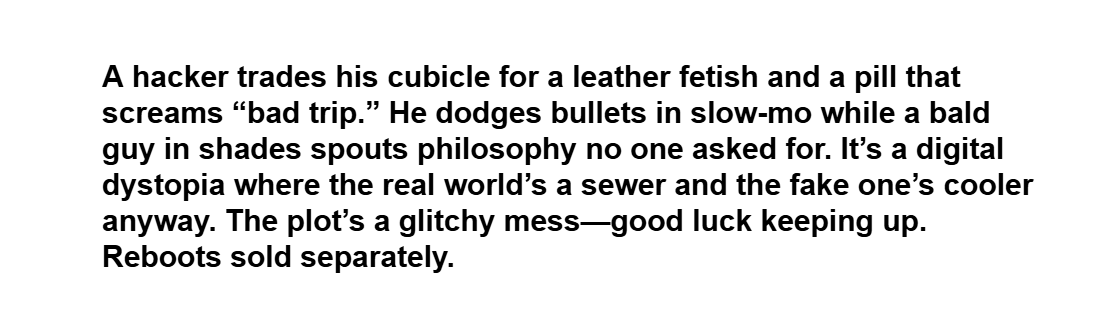 A hacker trades his cubicle for a leather fetish and a pill that
screams “bad trip.” He dodges bullets in slow-mo while a bald
guy in shades spouts philosophy no one asked for. It’s a digital
dystopia where the real world’s a sewer and the fake one’s cooler
anyway. The plot’s a glitchy mess—good luck keeping up.
Reboots sold separately.